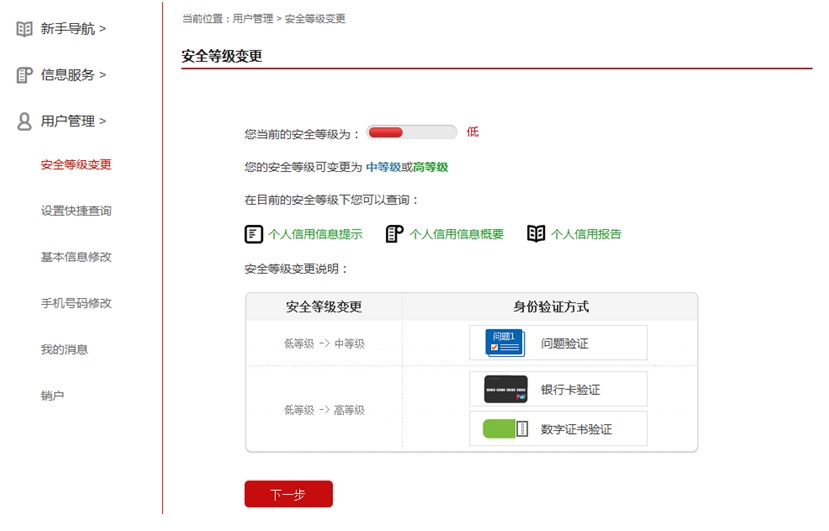 新手导航 >
信息服务 >
用户管理 >
安全等级变更
设置快捷查询
基本信息修改
手机号码修改
我的消息
销户
当前位置：用户管理 > 安全等级变更
安全等级变更
您当前的安全等级为： 低
您的安全等级可变更为 中等级或高等级
在目前的安全等级下您可以查询：
个人信用信息提示 个人信用信息概要 个人信用报告
安全等级变更说明：
安全等级变更 身份验证方式
低等级 -> 中等级 问题1 问题验证
银行卡验证
低等级 -> 高等级
数字证书验证
下一步